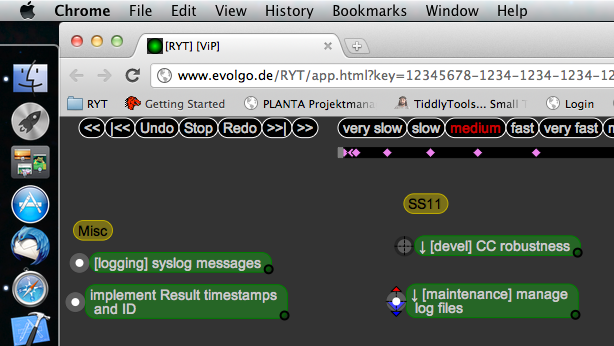 Chrome File Edit View History Bookmarks Window Help
[RYT] [ViP]
www.evolgo.de/RYT/app.html?key=12345678-1234-1234-1234-12
RYT Getting Started PLANTA Projektmana TiddlyTools... Small T Login
<< |<< Undo Stop Redo >>| >> very slow slow medium fast very fast
SS11
Misc
↓ [devel] CC robustness
[logging] syslog messages
implement Result timestamps
and ID
↓ [maintenance] manage
log files